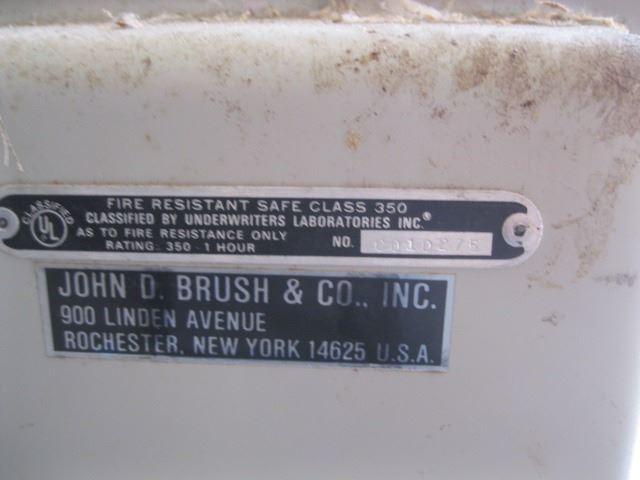 CLASSIFIED
UL
FIRE RESISTANT SAFE CLASS 350
CLASSIFIED BY UNDERWRITERS LABORATORIES INC.®
AS TO FIRE RESISTANCE ONLY
RATING: 350 - 1 HOUR NO.
JOHN D. BRUSH & CO., INC.
900 LINDEN AVENUE
ROCHESTER, NEW YORK 14625 U.S.A.